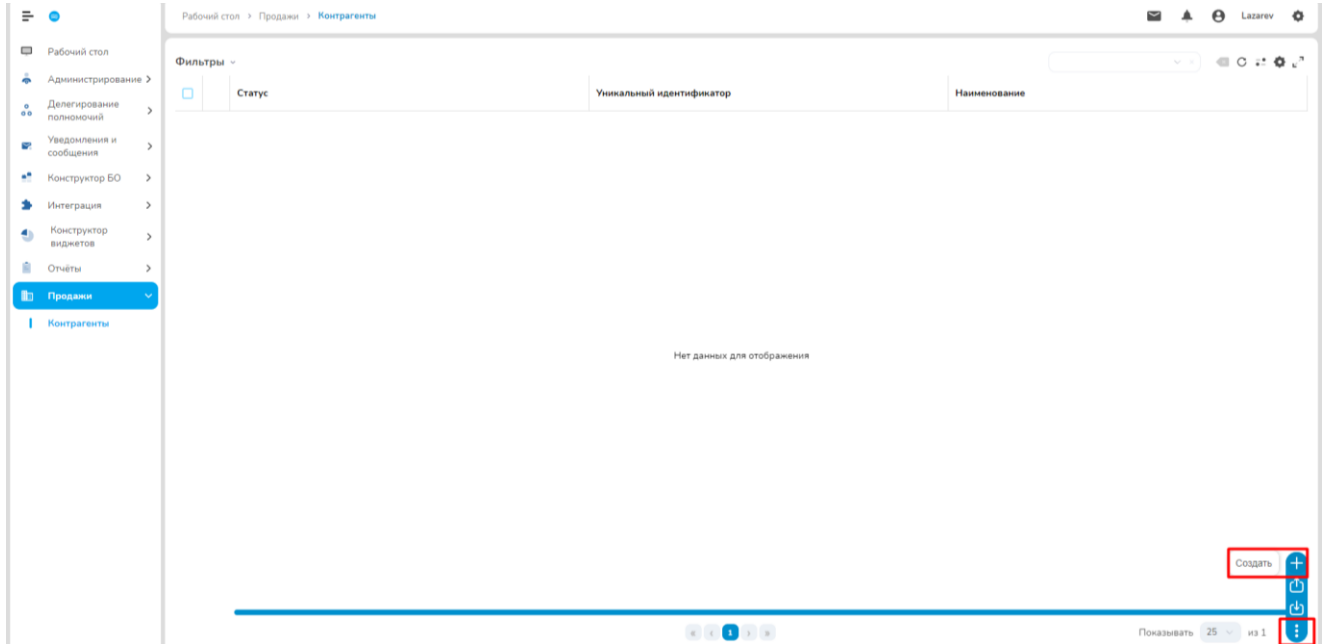 Рабочий стол > Продажи > Контрагенты
Lazarev
Рабочий стол
Администрирование
Делегирование
полномочий
Уведомления и
сообщения
Конструктор БО
Интеграция
Конструктор
виджетов
Отчёты
Продажи
Контрагенты
Фильтры
Статус Уникальный идентификатор Наименование
Нет данных для отображения
Создать
« ‹ 1 › »
Показывать 25 из 1